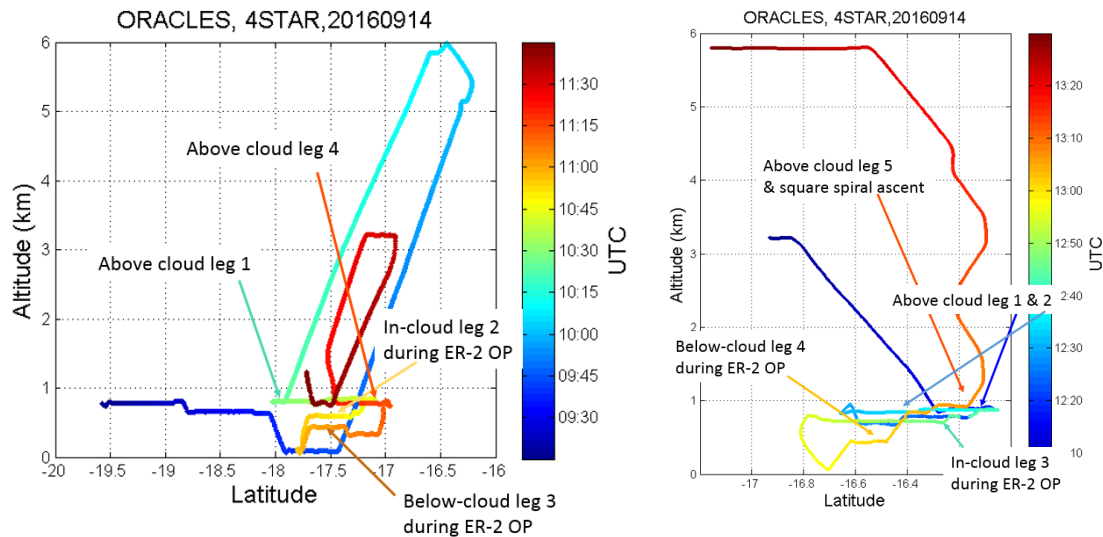 ORACLES, 4STAR,20160914
6
5
4
3
2
1
0
Altitude (km)
-20
-19.5
-19
-18.5
-18
-17.5
-17
-16.5
-16
Latitude
Above cloud leg 4
Above cloud leg 1
In-cloud leg 2
during ER-2 OP
Below-cloud leg 3
during ER-2 OP
11:30
11:15
11:00
10:45
10:30
10:15
10:00
09:45
09:30
UTC
ORACLES, 4STAR,20160914
6
5
4
3
2
1
0
Altitude (km)
-17
-16.8
-16.6
-16.4
Latitude
Above cloud leg 5
& square spiral ascent
Above cloud leg 1 & 2
Below-cloud leg 4
during ER-2 OP
In-cloud leg 3
during ER-2 OP
13:20
13:10
13:00
12:50
2:40
12:30
12:20
10
UTC